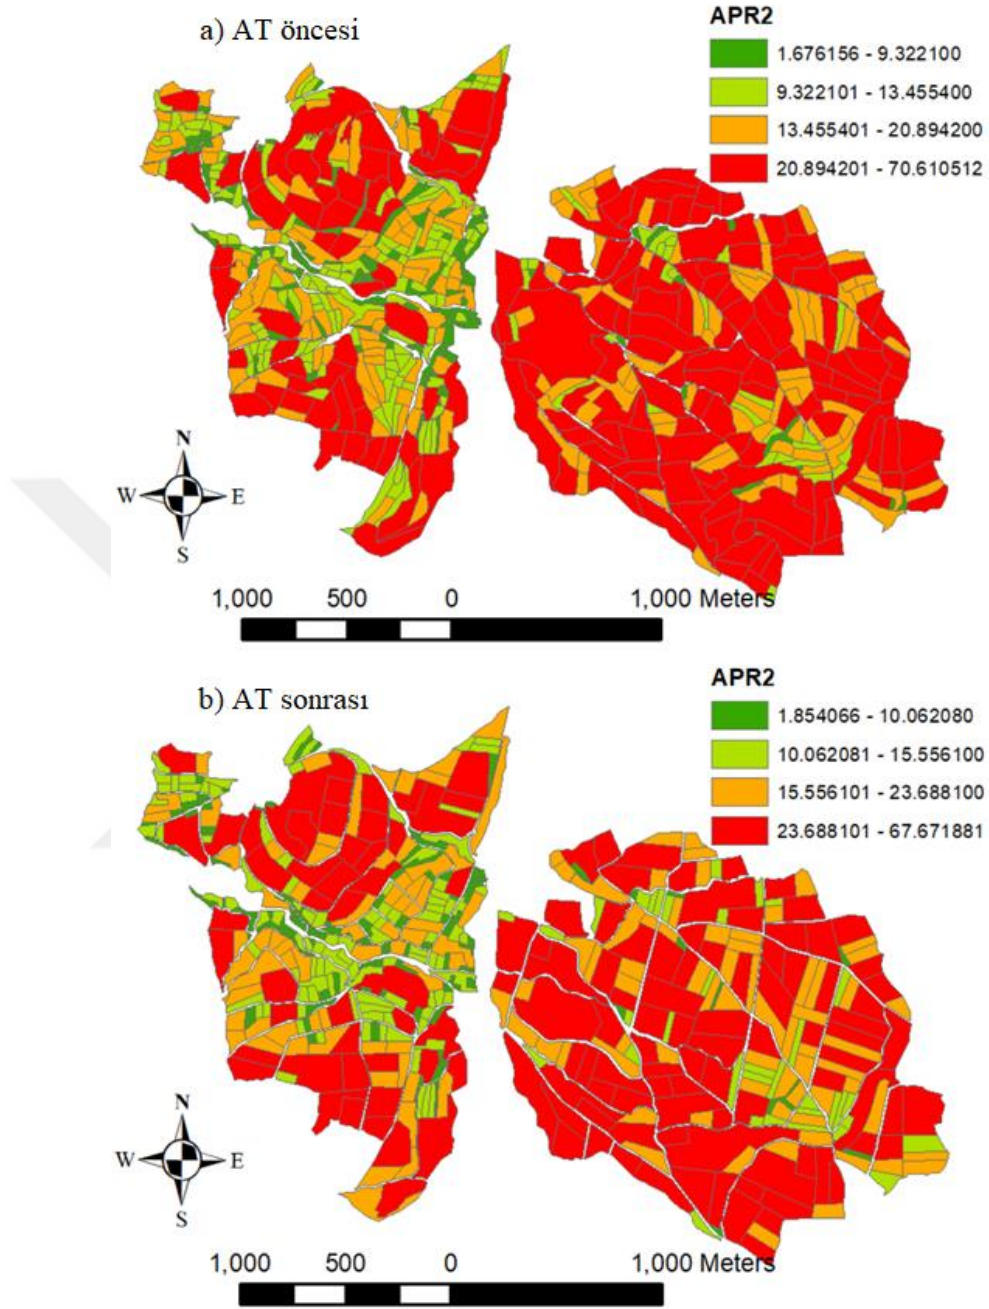 a) AT öncesi
APR2
1.676156 - 9.322100
9.322101 - 13.455400
13.455401 - 20.894200
20.894201 - 70.610512
N
W E
S
1,000 500 0 1,000 Meters
b) AT sonrası
APR2
1.854066 - 10.062080
10.062081 - 15.556100
15.556101 - 23.688100
23.688101 - 67.671881
N
W E
S
1,000 500 0 1,000 Meters